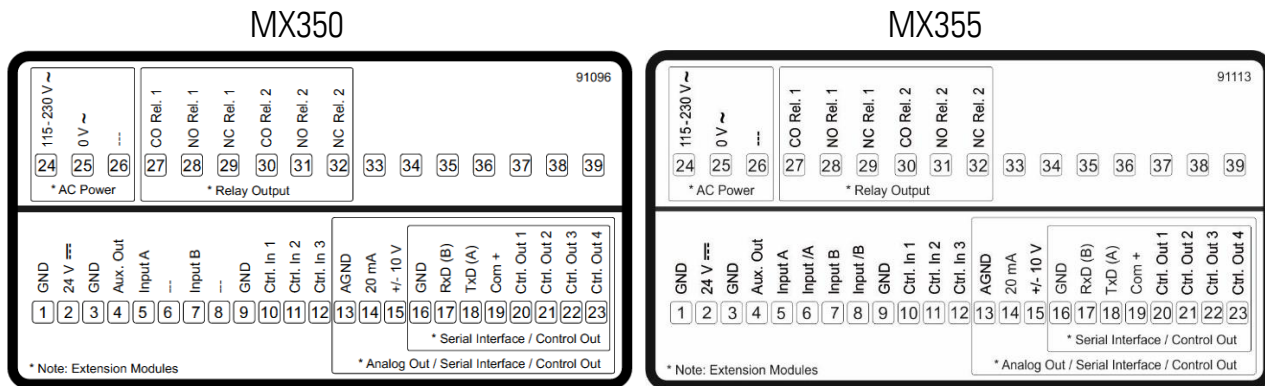 MX350
91096
115-230 V ~
0 V ~
---
CO Rel. 1
NO Rel. 1
NC Rel. 1
CO Rel. 2
NO Rel. 2
NC Rel. 2
24 25 26 27 28 29 30 31 32 33 34 35 36 37 38 39
* AC Power
* Relay Output
GND
24 V ⎓
GND
Aux. Out
Input A
---
Input B
---
GND
Ctrl. In 1
Ctrl. In 2
Ctrl. In 3
AGND
20 mA
+/- 10 V
GND
RxD (B)
TxD (A)
Com +
Ctrl. Out 1
Ctrl. Out 2
Ctrl. Out 3
Ctrl. Out 4
1 2 3 4 5 6 7 8 9 10 11 12 13 14 15 16 17 18 19 20 21 22 23
* Serial Interface / Control Out
* Analog Out / Serial Interface / Control Out
* Note: Extension Modules
MX355
91113
115-230 V ~
0 V ~
---
CO Rel. 1
NO Rel. 1
NC Rel. 1
CO Rel. 2
NO Rel. 2
NC Rel. 2
24 25 26 27 28 29 30 31 32 33 34 35 36 37 38 39
* AC Power
* Relay Output
GND
24 V ⎓
GND
Aux. Out
Input A
Input /A
Input B
Input /B
GND
Ctrl. In 1
Ctrl. In 2
Ctrl. In 3
AGND
20 mA
+/- 10 V
GND
RxD (B)
TxD (A)
Com +
Ctrl. Out 1
Ctrl. Out 2
Ctrl. Out 3
Ctrl. Out 4
1 2 3 4 5 6 7 8 9 10 11 12 13 14 15 16 17 18 19 20 21 22 23
* Serial Interface / Control Out
* Analog Out / Serial Interface / Control Out
* Note: Extension Modules